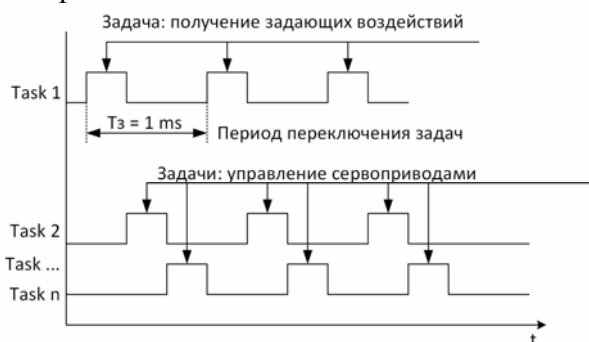 Задача: получение задающих воздействий
Task 1
Tз = 1 ms
Период переключения задач
Задачи: управление сервоприводами
Task 2
Task ...
Task n
t